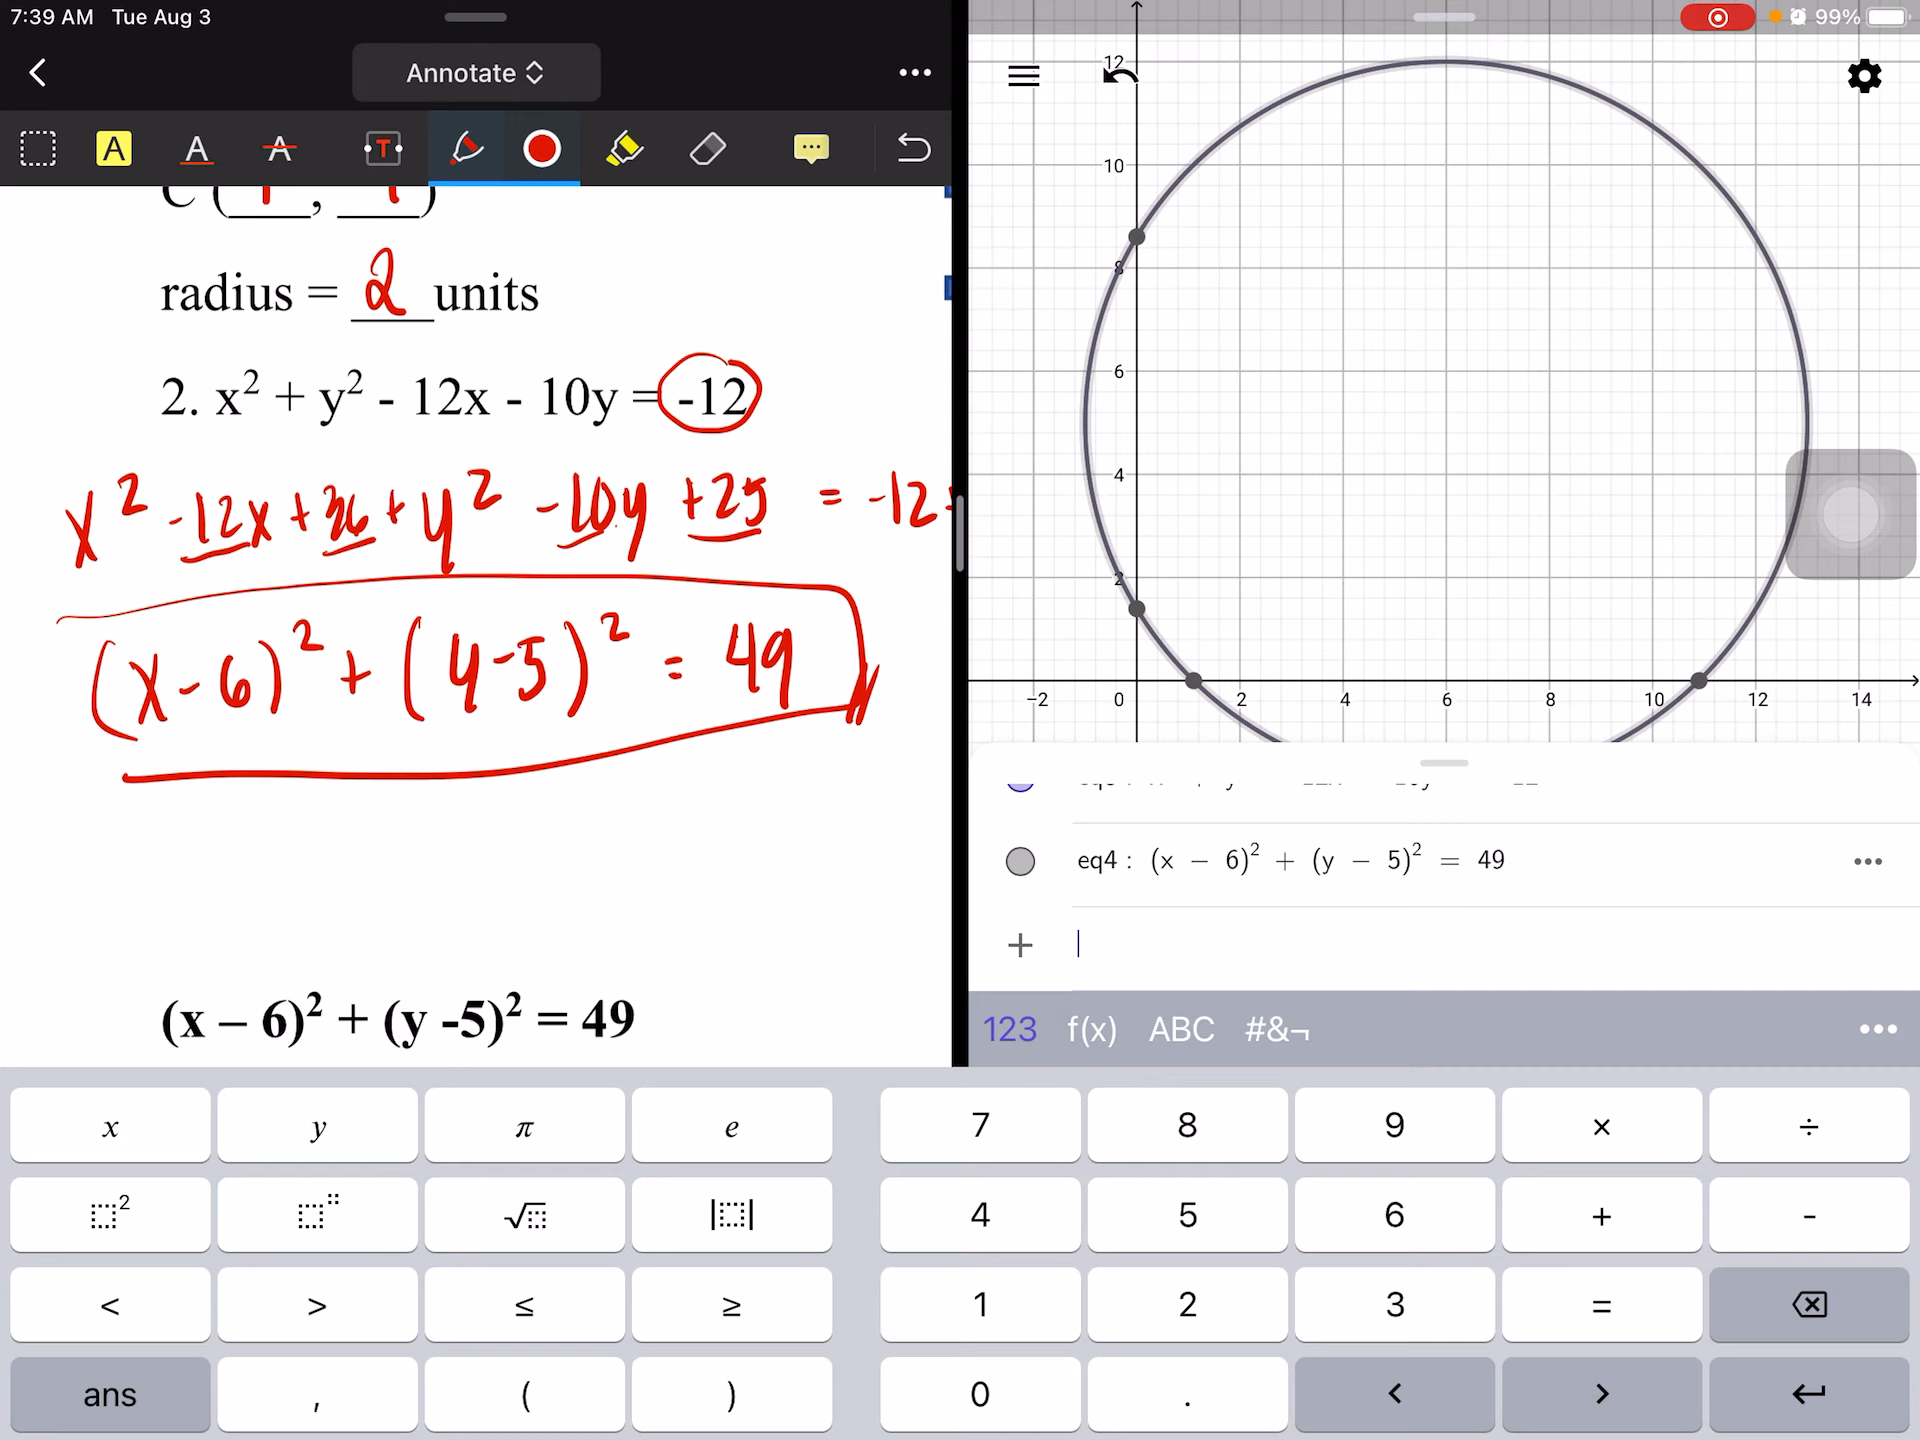 7:39 AM Tue Aug 3
99%
Annotate
A A A T
radius = 2 units
2. x² + y² - 12x - 10y = -12
x² -12x + 36 + y² -10y +25 = -12
(x-6)² + (y-5)² = 49
(x – 6)² + (y -5)² = 49
12
10
8
6
4
2
−2 0 2 4 6 8 10 12 14
eq4 : (x − 6)² + (y − 5)² = 49
+
123 f(x) ABC #&¬
x y π e 7 8 9 × ÷
² √ | | 4 5 6 + -
< > ≤ ≥ 1 2 3 =
ans , ( ) 0 . < >